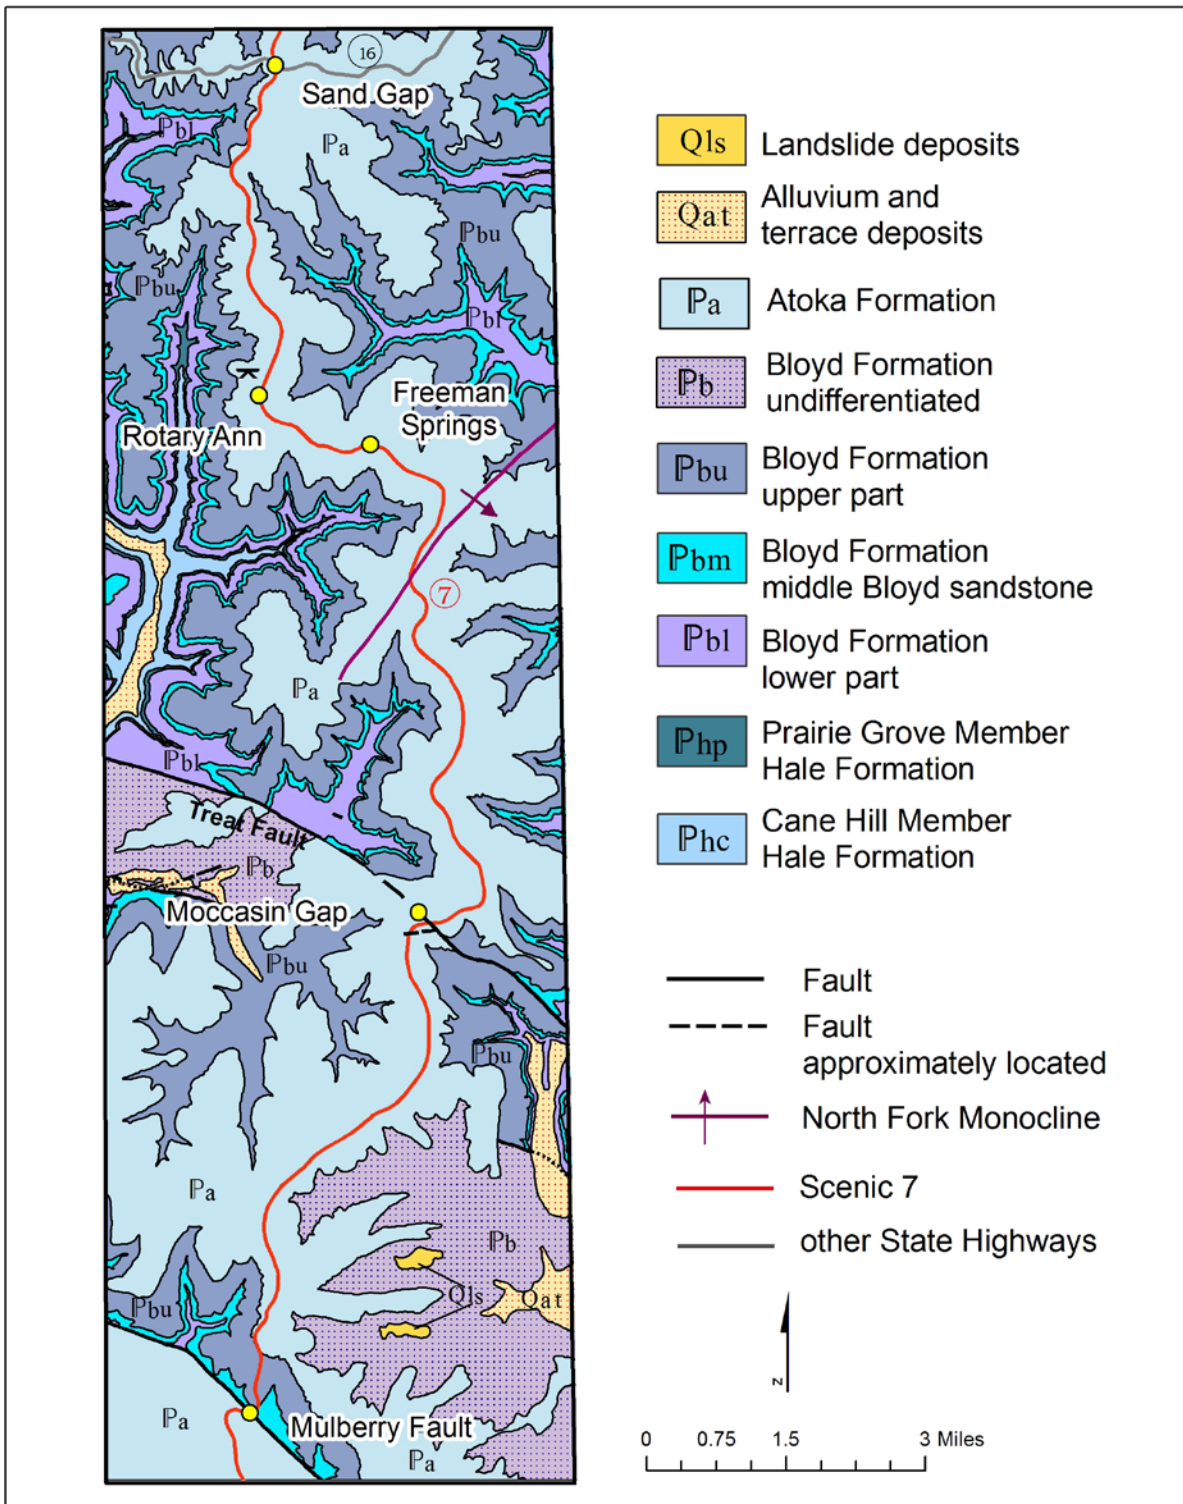 16
Sand Gap
ℙbl
ℙa
ℙbu
ℙbu
ℙbl
K
Freeman
Springs
Rotary Ann
7
ℙa
ℙbl
Treat Fault
ℙb
Moccasin Gap
ℙbu
ℙbu
ℙa
ℙb
Qls
Qat
ℙbu
ℙa
Mulberry Fault
ℙa
Qls Landslide deposits
Qat Alluvium and
terrace deposits
ℙa Atoka Formation
ℙb Bloyd Formation
undifferentiated
ℙbu Bloyd Formation
upper part
ℙbm Bloyd Formation
middle Bloyd sandstone
ℙbl Bloyd Formation
lower part
ℙhp Prairie Grove Member
Hale Formation
ℙhc Cane Hill Member
Hale Formation
Fault
Fault
approximately located
North Fork Monocline
Scenic 7
other State Highways
N
0 0.75 1.5 3 Miles